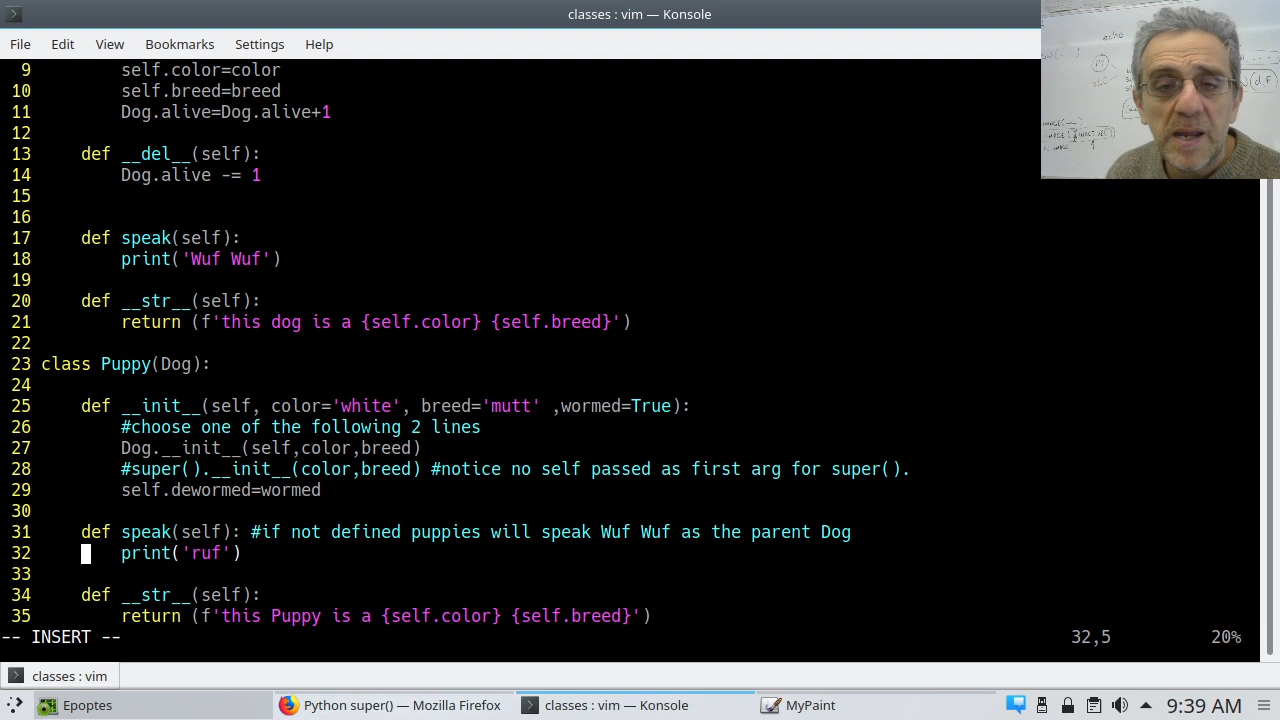 classes : vim — Konsole
File Edit View Bookmarks Settings Help
9 self.color=color
10 self.breed=breed
11 Dog.alive=Dog.alive+1
12
13 def __del__(self):
14 Dog.alive -= 1
15
16
17 def speak(self):
18 print('Wuf Wuf')
19
20 def __str__(self):
21 return (f'this dog is a {self.color} {self.breed}')
22
23 class Puppy(Dog):
24
25 def __init__(self, color='white', breed='mutt' ,wormed=True):
26 #choose one of the following 2 lines
27 Dog.__init__(self,color,breed)
28 #super().__init__(color,breed) #notice no self passed as first arg for super().
29 self.dewormed=wormed
30
31 def speak(self): #if not defined puppies will speak Wuf Wuf as the parent Dog
32 print('ruf')
33
34 def __str__(self):
35 return (f'this Puppy is a {self.color} {self.breed}')
-- INSERT -- 32,5 20%
classes : vim
Epoptes Python super() — Mozilla Firefox classes : vim — Konsole MyPaint 9:39 AM
echo